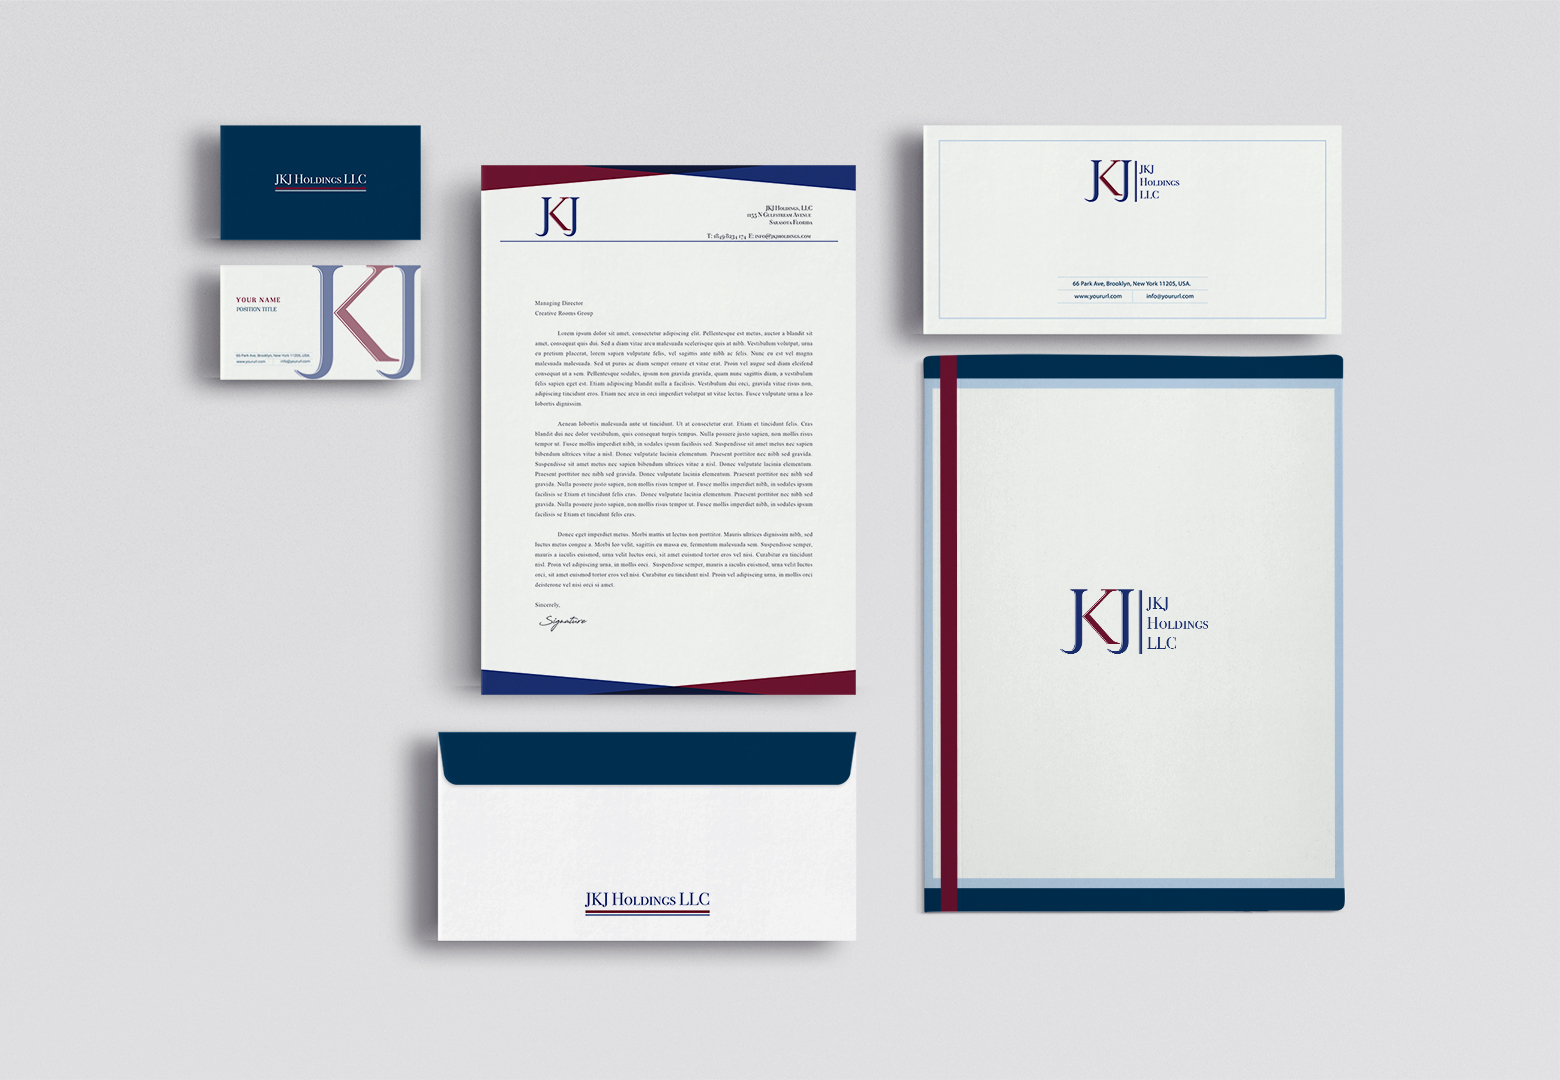 JKJ HOLDINGS LLC
JKJ
YOUR NAME
POSITION TITLE
66 Park Ave, Brooklyn, New York 11205, USA.
www.yoururl.com info@yoururl.com
JKJ
JKJ HOLDINGS, LLC
1155 N GULFSTREAM AVENUE
SARASOTA FLORIDA
T: 1849 8234 174 E: INFO@JKJHOLDINGS.COM
Managing Director
Creative Rooms Group
Lorem ipsum dolor sit amet, consectetur adipiscing elit. Pellentesque est metus, auctor a blandit sit
amet, consequat quis dui. Sed a diam vitae arcu malesuada scelerisque quis at nibh. Vestibulum volutpat, urna
eu pretium placerat, lorem sapien vulputate felis, vel sagittis ante nibh ac felis. Nunc eu est vel magna
malesuada malesuada. Sed ut purus ac diam semper ornare et vitae erat. Proin vel augue sed diam eleifend
consequat ut a sem. Pellentesque sodales, ipsum non gravida gravida, quam nunc sagittis diam, a vestibulum
felis sapien eget est. Etiam adipiscing blandit nulla a facilisis. Vestibulum dui orci, gravida vitae risus non,
adipiscing tincidunt eros. Etiam nec arcu in orci imperdiet volutpat ut vitae lectus. Fusce vulputate urna a leo
lobortis dignissim.
Aenean lobortis malesuada ante ut tincidunt. Ut at consectetur erat. Etiam et tincidunt felis. Cras
blandit dui nec dolor vestibulum, quis consequat turpis tempus. Nulla posuere justo sapien, non mollis risus
tempor ut. Fusce mollis imperdiet nibh, in sodales ipsum facilisis sed. Suspendisse sit amet metus nec sapien
bibendum ultrices vitae a nisl. Donec vulputate lacinia elementum. Praesent porttitor nec nibh sed gravida.
Suspendisse sit amet metus nec sapien bibendum ultrices vitae a nisl. Donec vulputate lacinia elementum.
Praesent porttitor nec nibh sed gravida. Donec vulputate lacinia elementum. Praesent porttitor nec nibh sed
gravida. Nulla posuere justo sapien, non mollis risus tempor ut. Fusce mollis imperdiet nibh, in sodales ipsum
facilisis se Etiam et tincidunt felis cras. Donec vulputate lacinia elementum. Praesent porttitor nec nibh sed
gravida. Nulla posuere justo sapien, non mollis risus tempor ut. Fusce mollis imperdiet nibh, in sodales ipsum
facilisis se Etiam et tincidunt felis cras.
Donec eget imperdiet metus. Morbi mattis ut lectus non porttitor. Mauris ultrices dignissim nibh, sed
luctus metus congue a. Morbi leo velit, sagittis eu massa eu, fermentum malesuada sem. Suspendisse semper,
mauris a iaculis euismod, urna velit luctus orci, sit amet euismod tortor eros vel nisi. Curabitur eu tincidunt
nisl. Proin vel adipiscing urna, in mollis orci. Suspendisse semper, mauris a iaculis euismod, urna velit luctus
orci, sit amet euismod tortor eros vel nisi. Curabitur eu tincidunt nisl. Proin vel adipiscing urna, in mollis orci
deisterone vel nisi orci si amet.
Sincerely,
Signature
JKJ HOLDINGS LLC
JKJ
JKJ
HOLDINGS
LLC
66 Park Ave, Brooklyn, New York 11205, USA.
www.yoururl.com info@yoururl.com
JKJ
JKJ
HOLDINGS
LLC